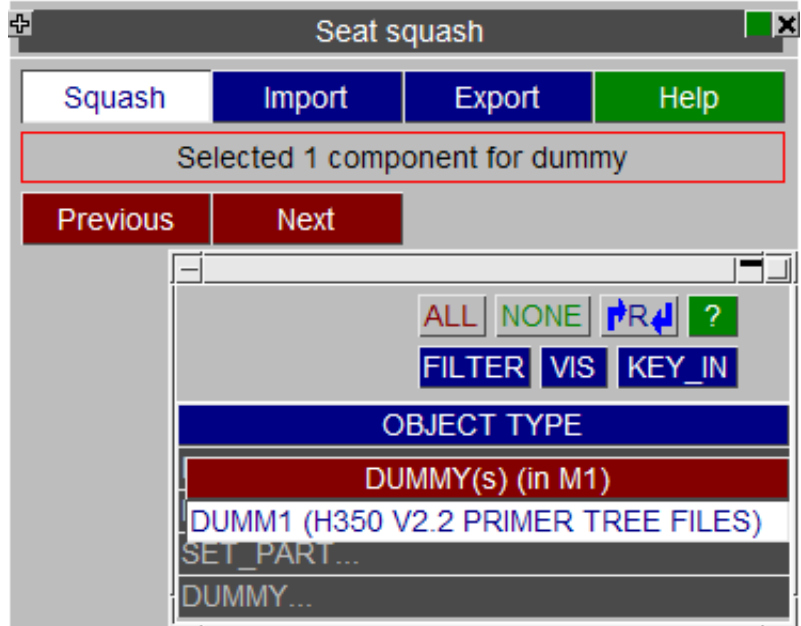 Seat squash
Squash Import Export Help
Selected 1 component for dummy
Previous Next
ALL NONE R ?
FILTER VIS KEY_IN
OBJECT TYPE
DUMMY(s) (in M1)
DUMM1 (H350 V2.2 PRIMER TREE FILES)
SET_PART...
DUMMY...